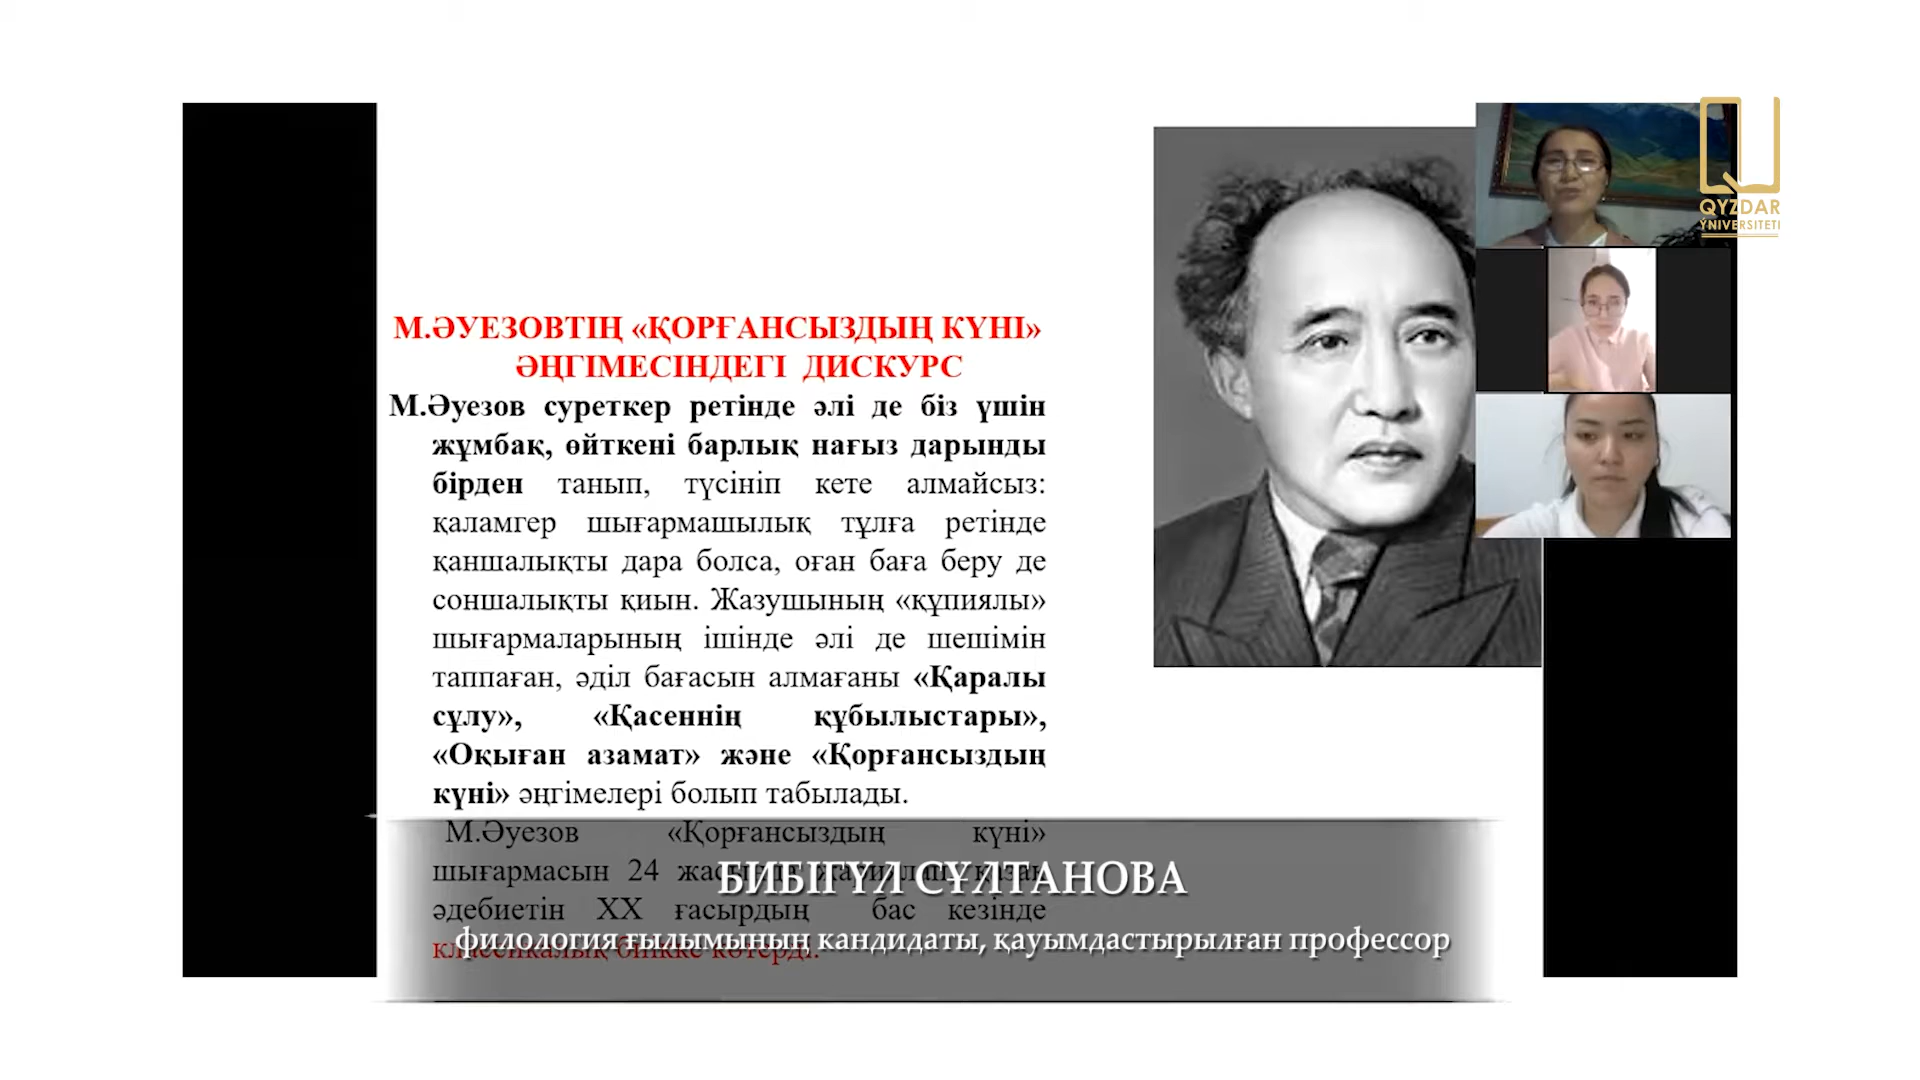 М.ӘУЕЗОВТІҢ «ҚОРҒАНСЫЗДЫҢ КҮНІ»
ӘҢГІМЕСІНДЕГІ ДИСКУРС
М.Әуезов суреткер ретінде әлі де біз үшін
жұмбақ, өйткені барлық нағыз дарынды
бірден танып, түсініп кете алмайсыз:
қаламгер шығармашылық тұлға ретінде
қаншалықты дара болса, оған баға беру де
соншалықты қиын. Жазушының «құпиялы»
шығармаларының ішінде әлі де шешімін
таппаған, әділ бағасын алмағаны «Қаралы
сұлу», «Қасеннің құбылыстары»,
«Оқыған азамат» және «Қорғансыздың
күні» әңгімелері болып табылады.
М.Әуезов «Қорғансыздың күні»
шығармасын 24
әдебиетін ХХ ғасырдың бас кезінде
БИБІГҮЛ СҰЛТАНОВА
филология ғылымының кандидаты, қауымдастырылған профессор
QYZDAR
ÝNIVERSITETI